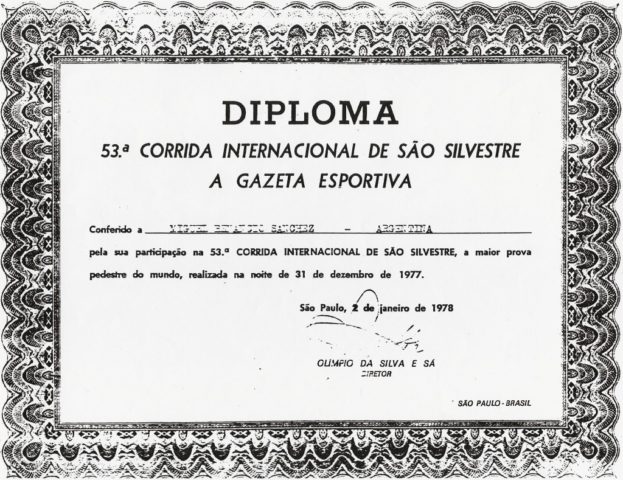 DIPLOMA
53.ª CORRIDA INTERNACIONAL DE SÃO SILVESTRE
A GAZETA ESPORTIVA
Conferido a MIGUEL SANCHEZ - ARGENTINA
pela sua participação na 53.ª CORRIDA INTERNACIONAL DE SÃO SILVESTRE, a maior prova
pedestre do mundo, realizada na noite de 31 de dezembro de 1977.
São Paulo, 2 de janeiro de 1978
OLIMPIO DA SILVA E SÁ
DIRETOR
SÃO PAULO - BRASIL